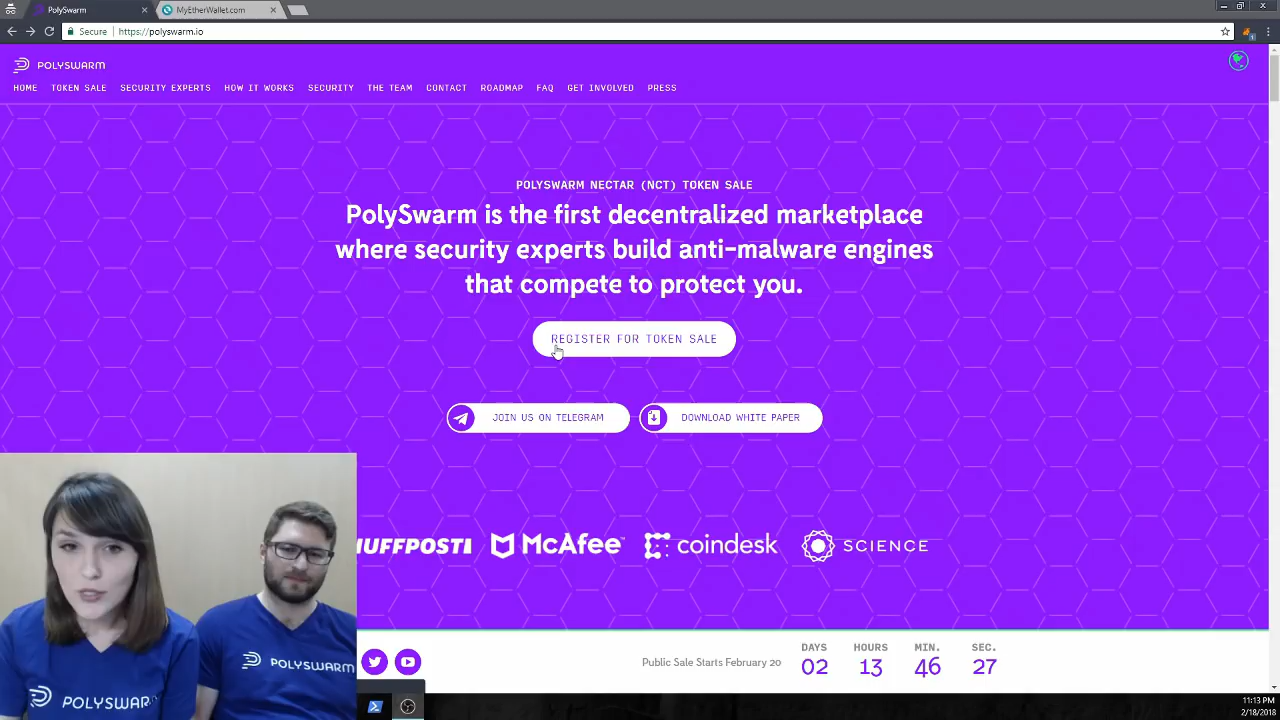 PolySwarm
MyEtherWallet.com
Secure
https://polyswarm.io
POLYSWARM
HOME TOKEN SALE SECURITY EXPERTS HOW IT WORKS SECURITY THE TEAM CONTACT ROADMAP FAQ GET INVOLVED PRESS
POLYSWARM NECTAR (NCT) TOKEN SALE
PolySwarm is the first decentralized marketplace
where security experts build anti-malware engines
that compete to protect you.
REGISTER FOR TOKEN SALE
JOIN US ON TELEGRAM
DOWNLOAD WHITE PAPER
HUFFPOST
McAfee™
coindesk
SCIENCE
Public Sale Starts February 20
DAYS HOURS MIN. SEC.
02 13 46 27
POLYSWARM
POLYSWARM
11:13 PM
2/18/2018